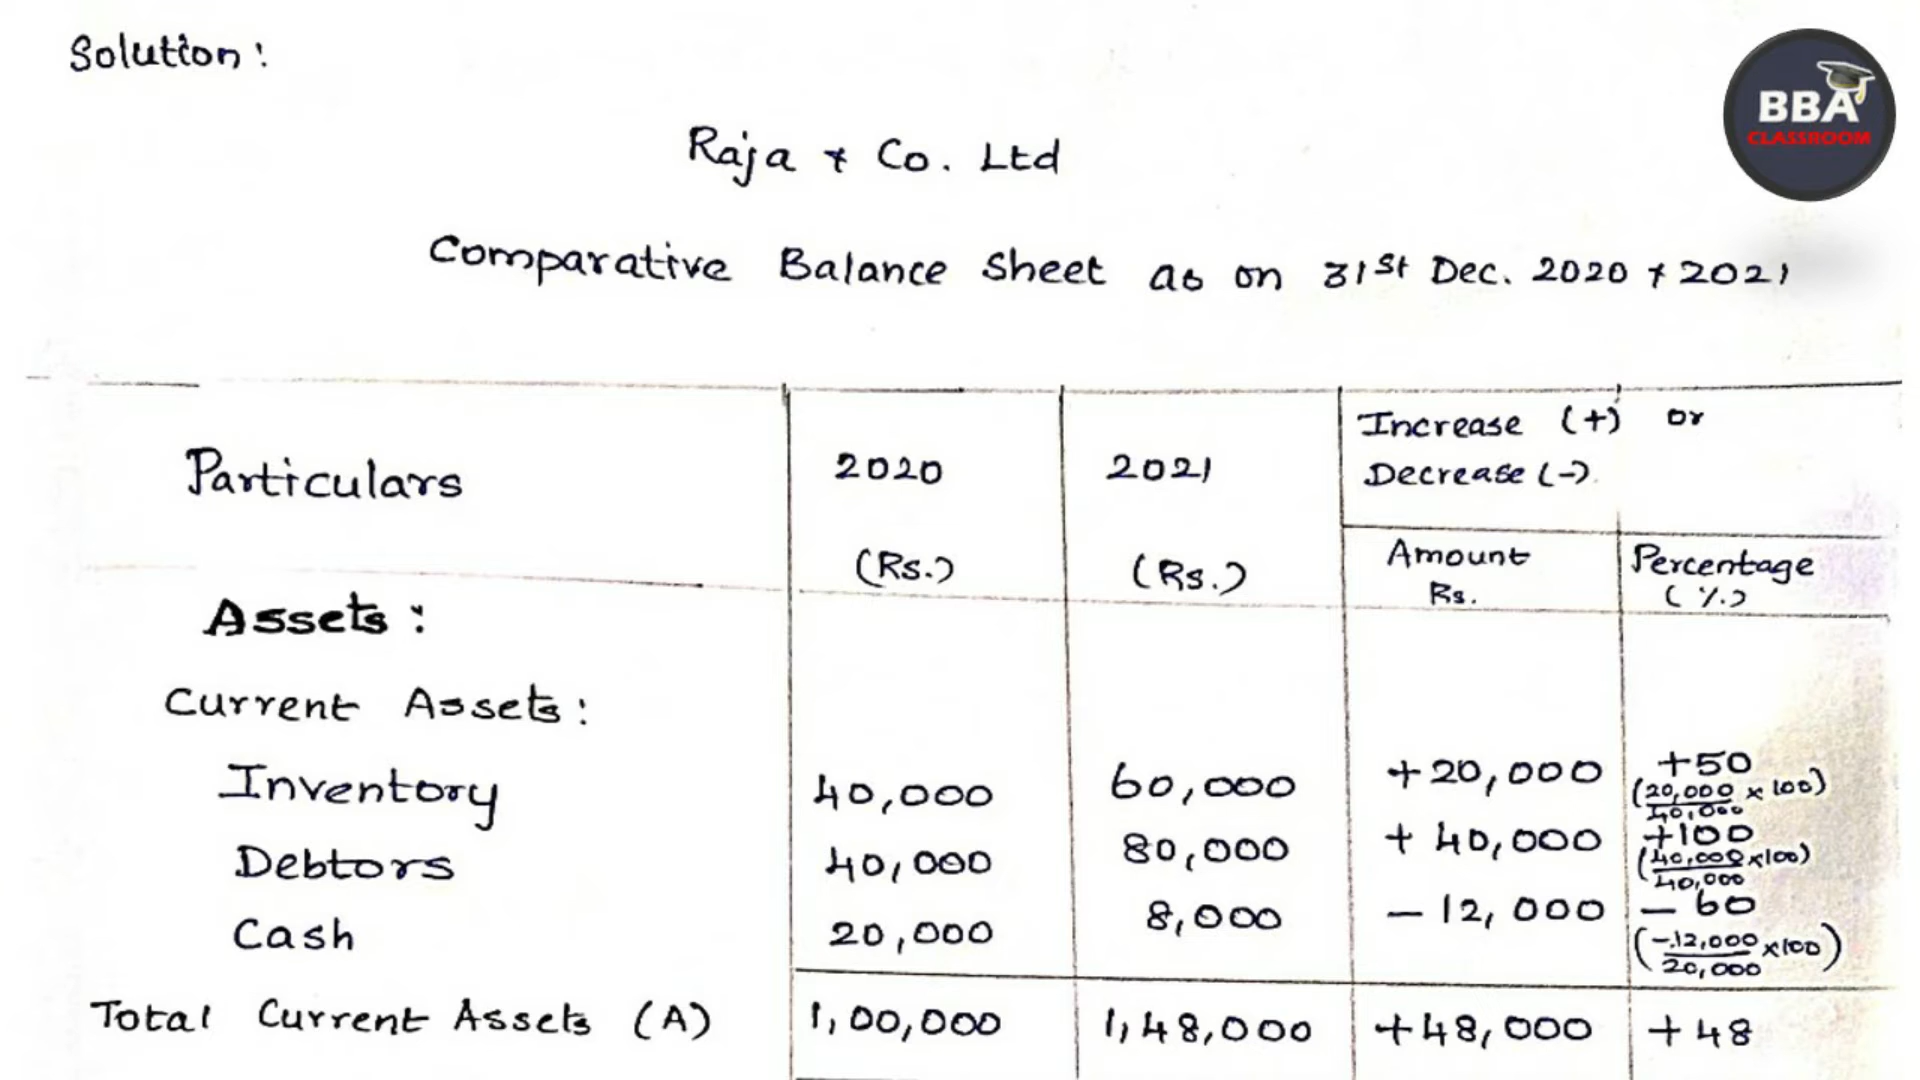 Solution:
BBA
CLASSROOM
Raja & Co. Ltd
Comparative Balance Sheet as on 31st Dec. 2020 & 2021
Particulars 2020 (Rs.) 2021 (Rs.) Increase (+) or
Decrease (-)
Amount Rs. Percentage (%)
Assets:
Current Assets:
Inventory 40,000 60,000 +20,000 +50
(20,000/40,000 x 100)
Debtors 40,000 80,000 +40,000 +100
(40,000/40,000 x 100)
Cash 20,000 8,000 -12,000 -60
(-12,000/20,000 x 100)
Total Current Assets (A) 1,00,000 1,48,000 +48,000 +48